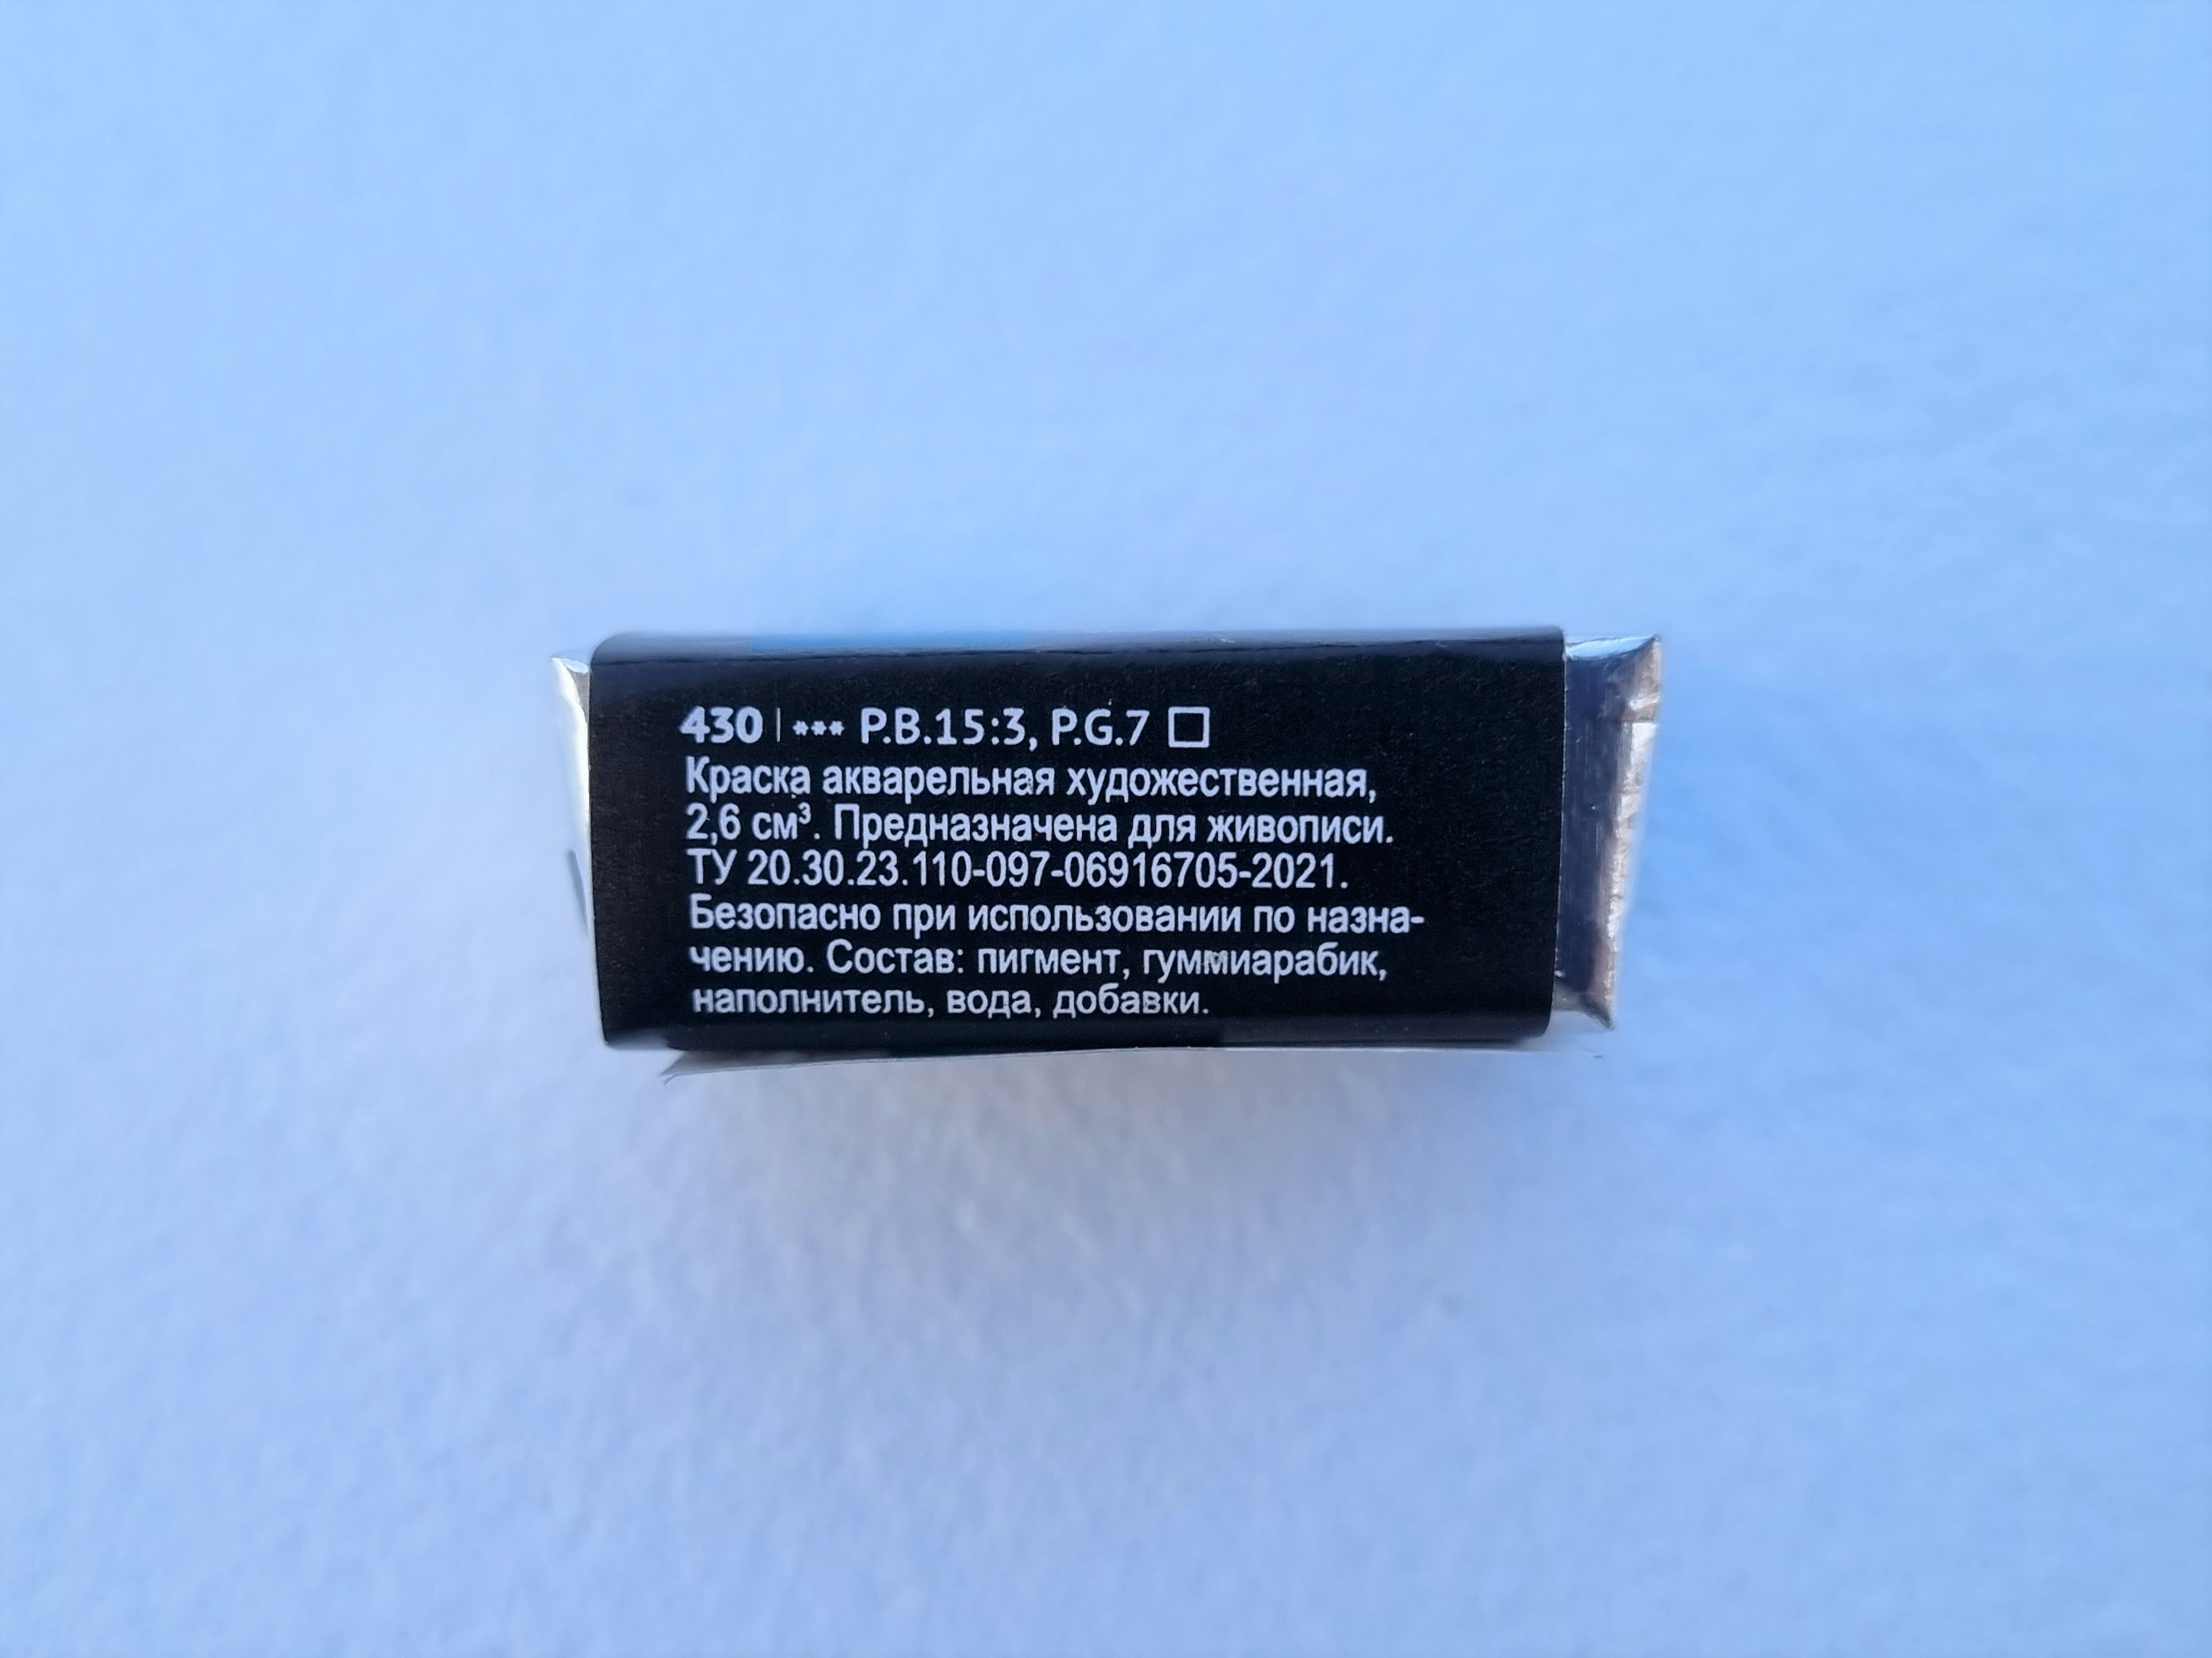 430 | *** P.B.15:3, P.G.7 □
Краска акварельная художественная,
2,6 см³. Предназначена для живописи.
ТУ 20.30.23.110-097-06916705-2021.
Безопасно при использовании по назна-
чению. Состав: пигмент, гуммиарабик,
наполнитель, вода, добавки.